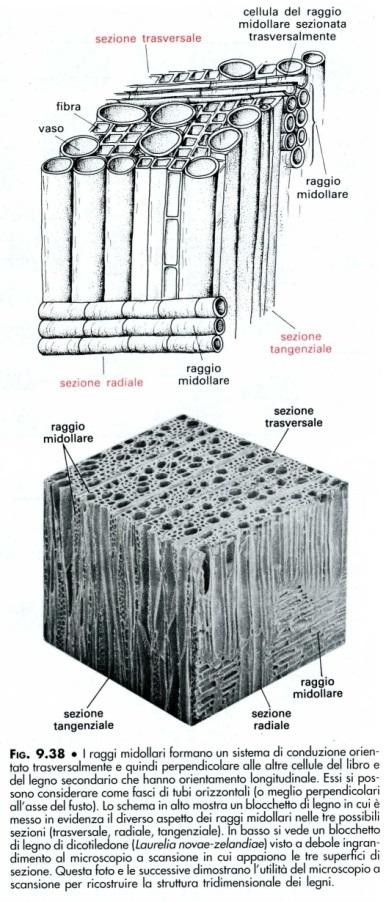 cellula del raggio
midollare sezionata
trasversalmente
sezione trasversale
fibra
vaso
raggio
midollare
sezione
tangenziale
raggio
midollare
sezione radiale
sezione
trasversale
raggio
midollare
raggio
midollare
sezione
tangenziale
sezione
radiale
FIG. 9.38 • I raggi midollari formano un sistema di conduzione orien-
tato trasversalmente e quindi perpendicolare alle altre cellule del libro e
del legno secondario che hanno orientamento longitudinale. Essi si pos-
sono considerare come fasci di tubi orizzontali (o meglio perpendicolari
all'asse del fusto). Lo schema in alto mostra un blocchetto di legno in cui è
messo in evidenza il diverso aspetto dei raggi midollari nelle tre possibili
sezioni (trasversale, radiale, tangenziale). In basso si vede un blocchetto
di legno di dicotiledone (Laurelia novae-zelandiae) visto a debole ingran-
dimento al microscopio a scansione in cui appaiono le tre superfici di
sezione. Questa foto e le successive dimostrano l'utilità del microscopio a
scansione per ricostruire la struttura tridimensionale dei legni.